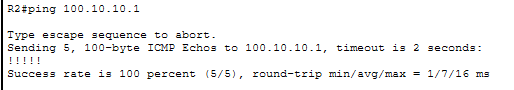 R2#ping 100.10.10.1
Type escape sequence to abort.
Sending 5, 100-byte ICMP Echos to 100.10.10.1, timeout is 2 seconds:
!!!!!
Success rate is 100 percent (5/5), round-trip min/avg/max = 1/7/16 ms